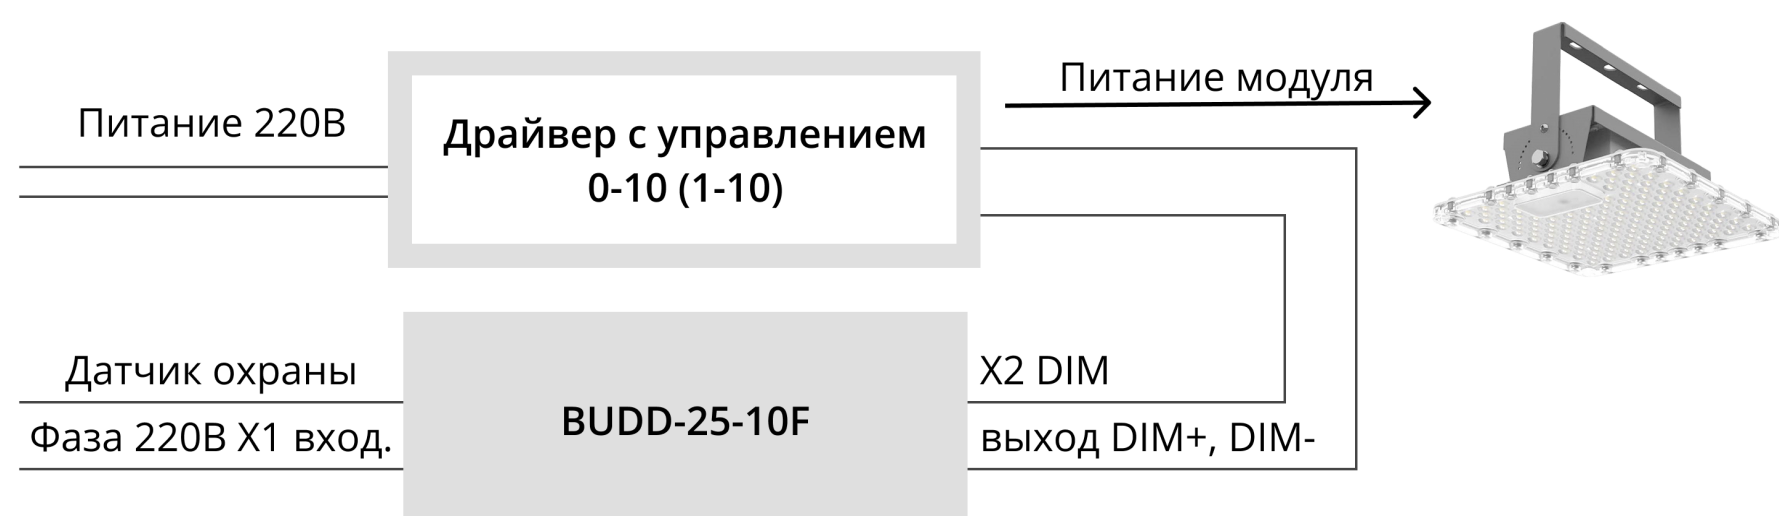 Питание 220В
Драйвер с управлением
0-10 (1-10)
Питание модуля
Датчик охраны
Фаза 220В X1 вход.
BUDD-25-10F
X2 DIM
выход DIM+, DIM-